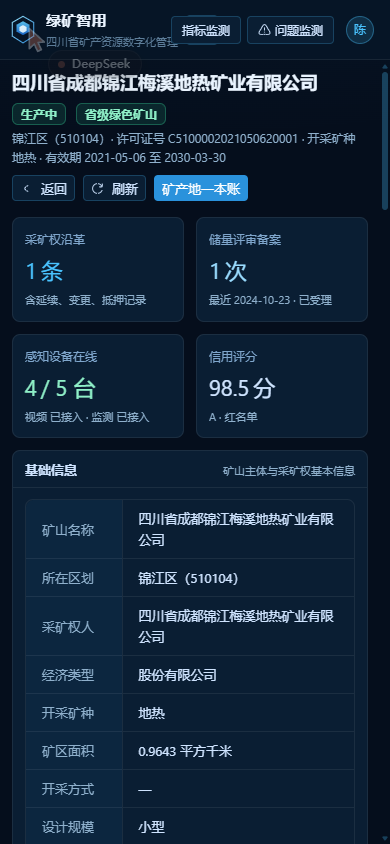 绿矿智用
四川省矿产资源数字化管理
指标监测
问题监测
陈
DeepSeek
四川省成都锦江梅溪地热矿业有限公司
生产中
省级绿色矿山
锦江区（510104）· 许可证号 C5100002021050620001 · 开采矿种
地热 · 有效期 2021-05-06 至 2030-03-30
返回
刷新
矿产地一本账
采矿权沿革
1 条
含延续、变更、抵押记录
储量评审备案
1 次
最近 2024-10-23 · 已受理
感知设备在线
4 / 5 台
视频 已接入 · 监测 已接入
信用评分
98.5 分
A · 红名单
基础信息
矿山主体与采矿权基本信息
矿山名称
四川省成都锦江梅溪地热矿业有限
公司
所在区划
锦江区（510104）
采矿权人
四川省成都锦江梅溪地热矿业有限
公司
经济类型
股份有限公司
开采矿种
地热
矿区面积
0.9643 平方千米
开采方式
—
设计规模
小型